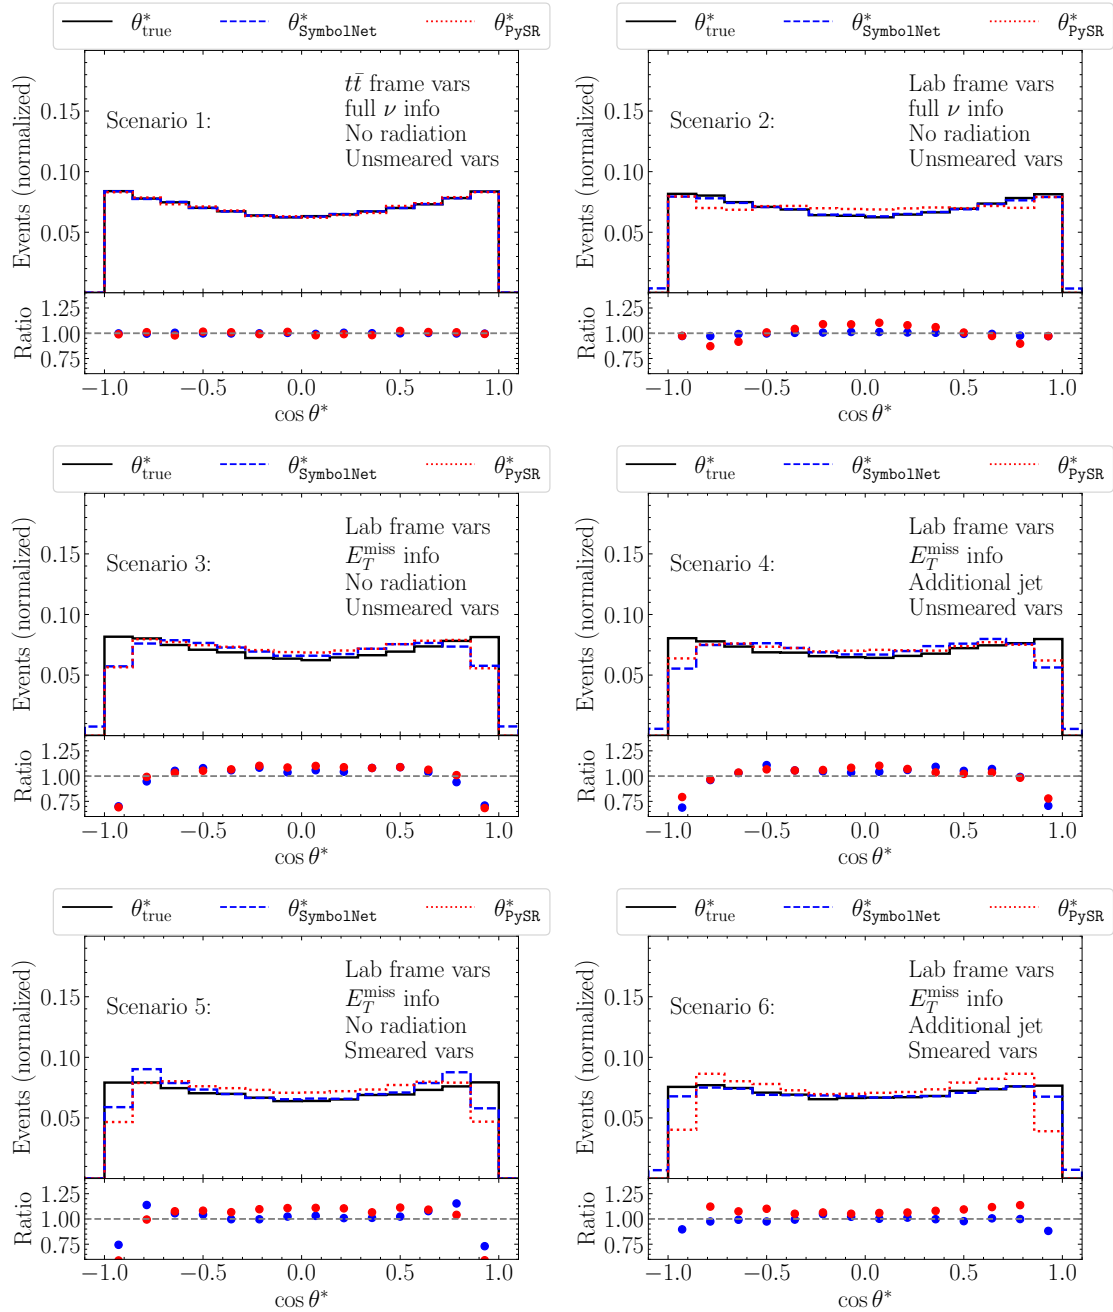 θ*true θ*SymbolNet θ*PySR
Events (normalized)
0.15
0.10
0.05
Scenario 1:
tt̄ frame vars
full ν info
No radiation
Unsmeared vars
Ratio
1.25
1.00
0.75
−1.0 −0.5 0.0 0.5 1.0
cos θ*
θ*true θ*SymbolNet θ*PySR
Events (normalized)
0.15
0.10
0.05
Scenario 2:
Lab frame vars
full ν info
No radiation
Unsmeared vars
Ratio
1.25
1.00
0.75
−1.0 −0.5 0.0 0.5 1.0
cos θ*
θ*true θ*SymbolNet θ*PySR
Events (normalized)
0.15
0.10
0.05
Scenario 3:
Lab frame vars
E_T^miss info
No radiation
Unsmeared vars
Ratio
1.25
1.00
0.75
−1.0 −0.5 0.0 0.5 1.0
cos θ*
θ*true θ*SymbolNet θ*PySR
Events (normalized)
0.15
0.10
0.05
Scenario 4:
Lab frame vars
E_T^miss info
Additional jet
Unsmeared vars
Ratio
1.25
1.00
0.75
−1.0 −0.5 0.0 0.5 1.0
cos θ*
θ*true θ*SymbolNet θ*PySR
Events (normalized)
0.15
0.10
0.05
Scenario 5:
Lab frame vars
E_T^miss info
No radiation
Smeared vars
Ratio
1.25
1.00
0.75
−1.0 −0.5 0.0 0.5 1.0
cos θ*
θ*true θ*SymbolNet θ*PySR
Events (normalized)
0.15
0.10
0.05
Scenario 6:
Lab frame vars
E_T^miss info
Additional jet
Smeared vars
Ratio
1.25
1.00
0.75
−1.0 −0.5 0.0 0.5 1.0
cos θ*